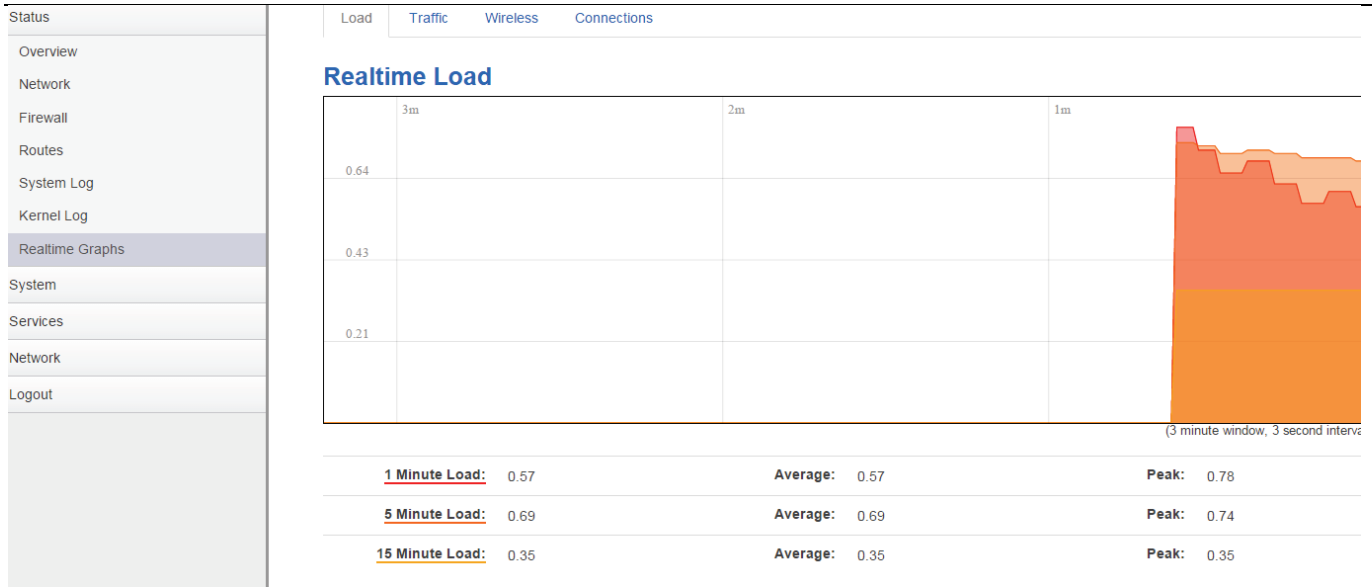 Status
Overview
Network
Firewall
Routes
System Log
Kernel Log
Realtime Graphs
System
Services
Network
Logout
Load Traffic Wireless Connections
Realtime Load
3m 2m 1m
0.64
0.43
0.21
(3 minute window, 3 second interva
1 Minute Load: 0.57 Average: 0.57 Peak: 0.78
5 Minute Load: 0.69 Average: 0.69 Peak: 0.74
15 Minute Load: 0.35 Average: 0.35 Peak: 0.35